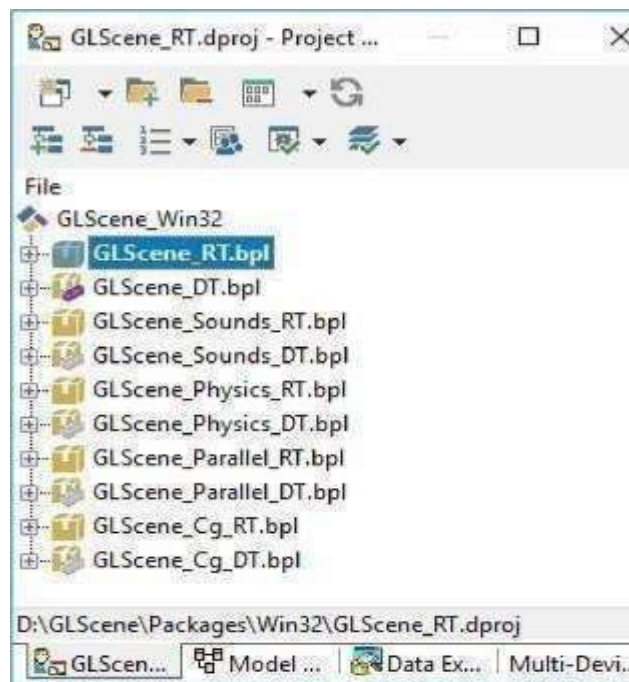 GLScene_RT.dproj - Project ...
File
GLScene_Win32
GLScene_RT.bpl
GLScene_DT.bpl
GLScene_Sounds_RT.bpl
GLScene_Sounds_DT.bpl
GLScene_Physics_RT.bpl
GLScene_Physics_DT.bpl
GLScene_Parallel_RT.bpl
GLScene_Parallel_DT.bpl
GLScene_Cg_RT.bpl
GLScene_Cg_DT.bpl
D:\GLScene\Packages\Win32\GLScene_RT.dproj
GLScen... Model ... Data Ex... Multi-Devi..